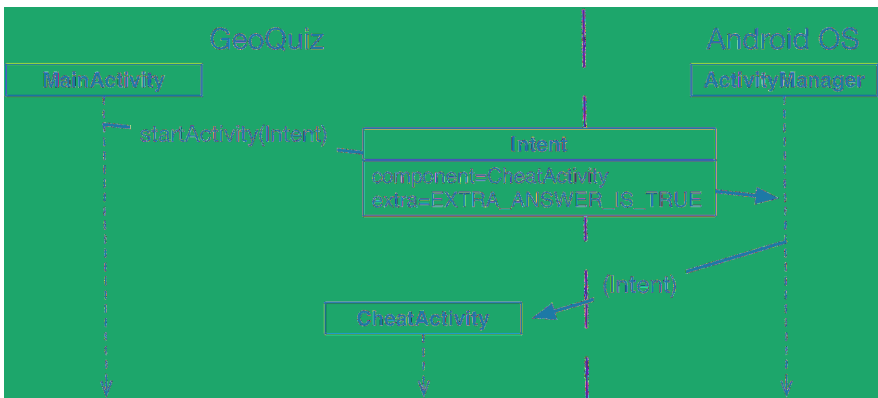 GeoQuiz
Android OS
MainActivity
ActivityManager
startActivity(Intent)
Intent
component=CheatActivity
extra=EXTRA_ANSWER_IS_TRUE
(Intent)
CheatActivity